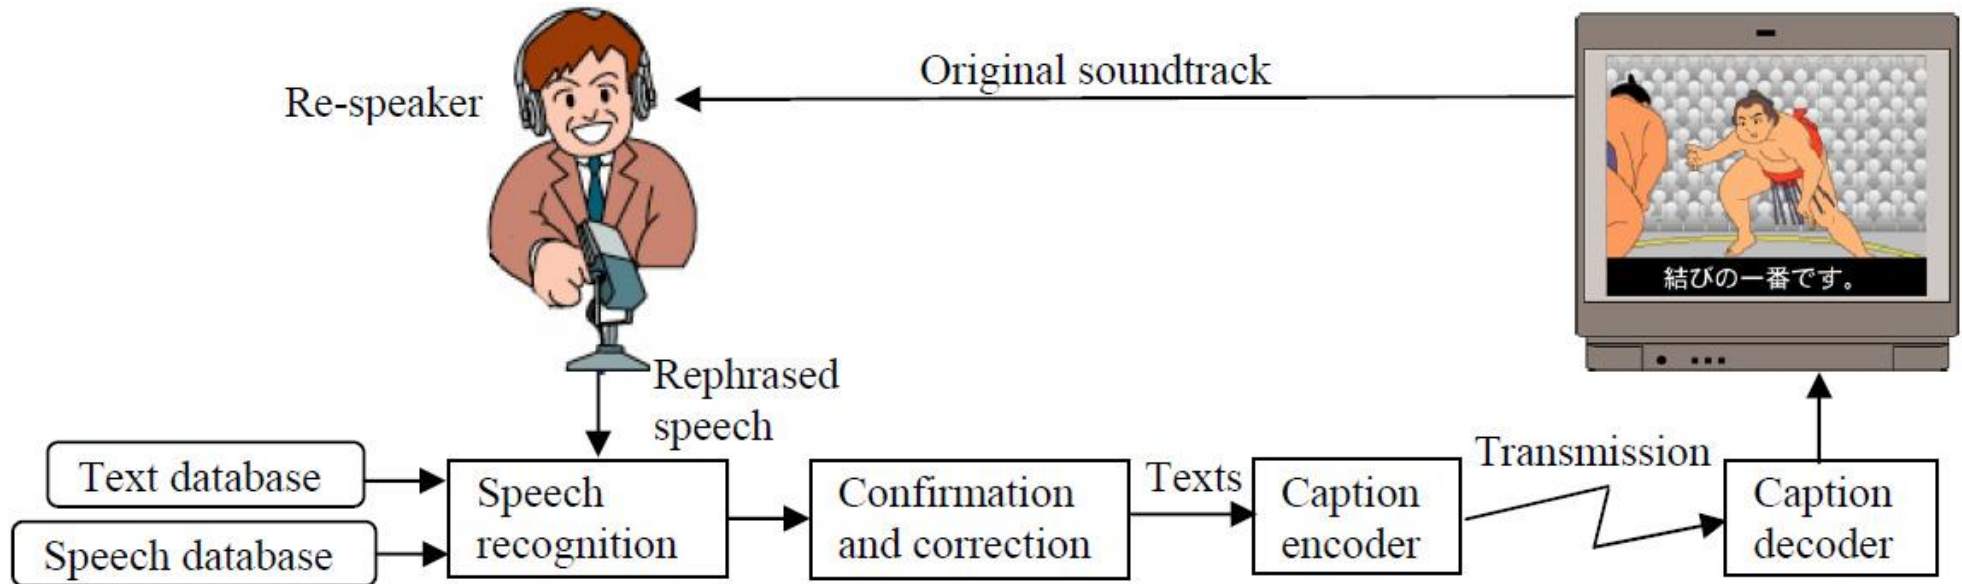 Original soundtrack
Re-speaker
結びの一番です。
Rephrased
speech
Text database
Speech database
Speech
recognition
Confirmation
and correction
Texts
Caption
encoder
Transmission
Caption
decoder